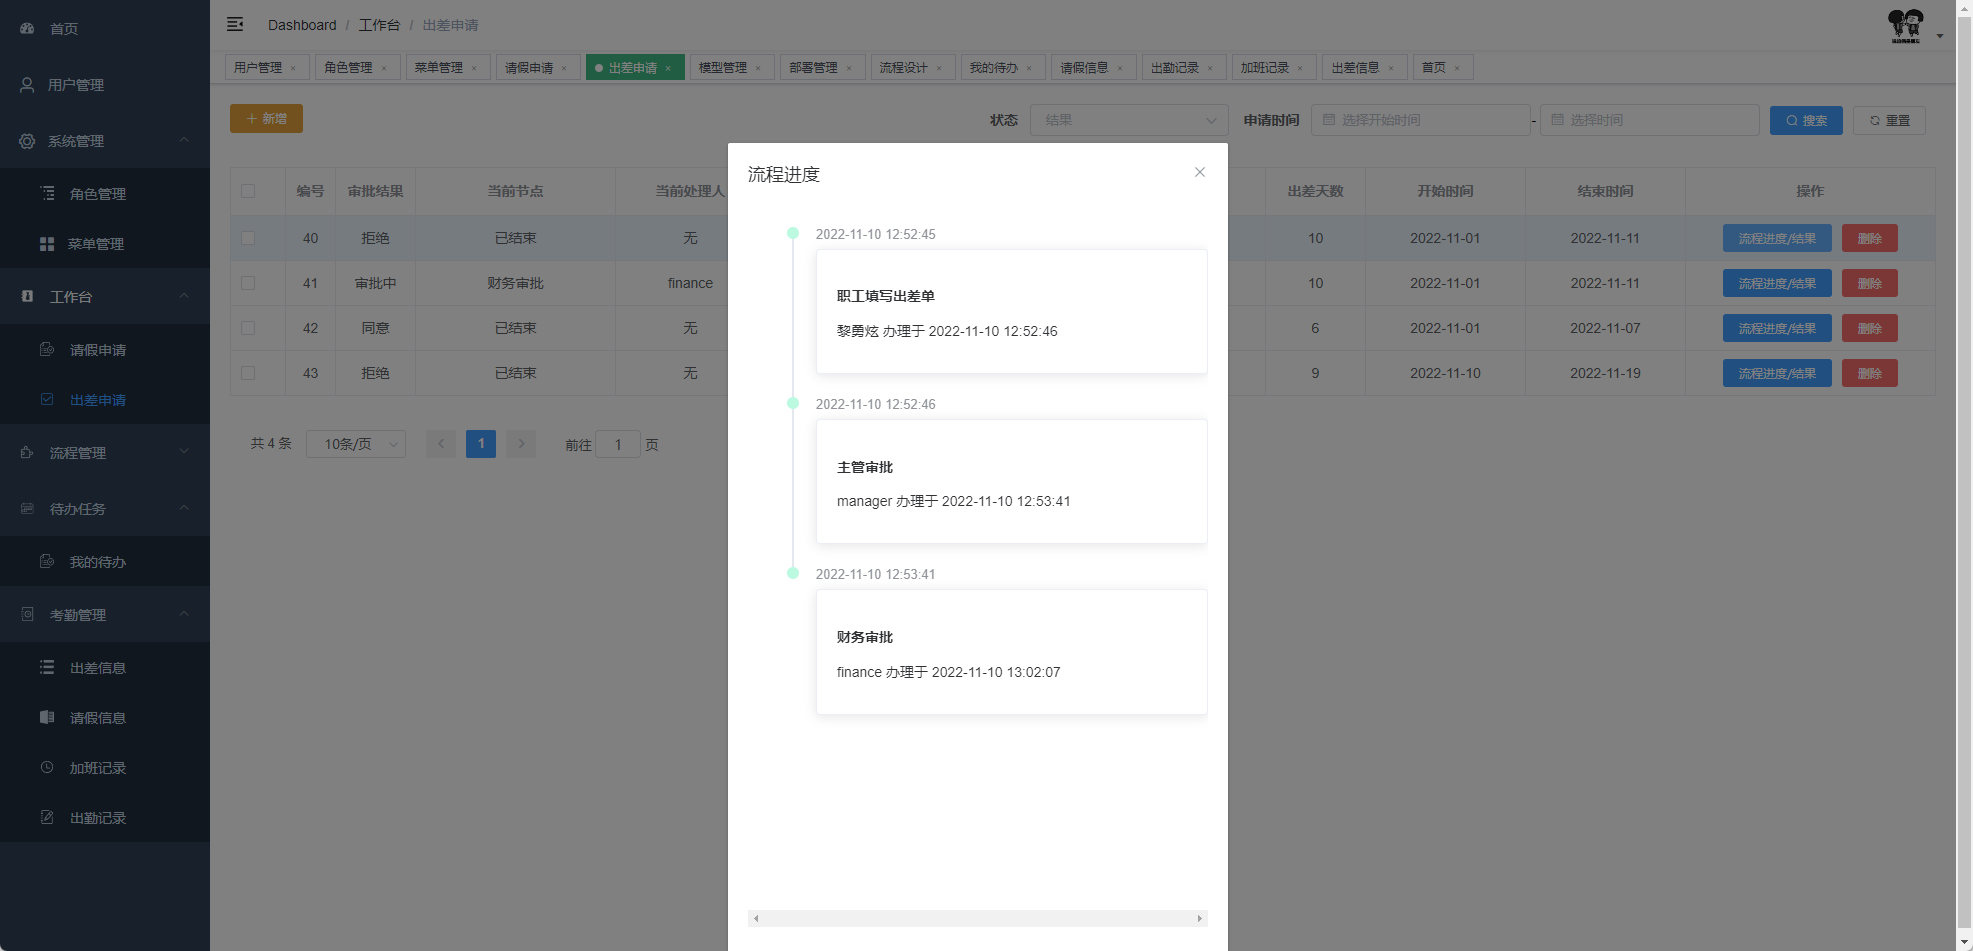 首页
用户管理
系统管理
角色管理
菜单管理
工作台
请假申请
出差申请
流程管理
待办任务
我的待办
考勤管理
出差信息
请假信息
加班记录
出勤记录
Dashboard / 工作台 / 出差申请
用户管理 × 角色管理 × 菜单管理 × 请假申请 × 出差申请 × 模型管理 × 部署管理 × 流程设计 × 我的待办 × 请假信息 × 出勤记录 × 加班记录 × 出差信息 × 首页 ×
新增 状态 结果 申请时间 选择开始时间 - 选择时间 搜索 重置
编号 审批结果 当前节点 当前处理人 出差天数 开始时间 结束时间 操作
40 拒绝 已结束 无 10 2022-11-01 2022-11-11 流程进度/结果 删除
41 审批中 财务审批 finance 10 2022-11-01 2022-11-11 流程进度/结果 删除
42 同意 已结束 无 6 2022-11-01 2022-11-07 流程进度/结果 删除
43 拒绝 已结束 无 9 2022-11-10 2022-11-19 流程进度/结果 删除
共 4 条 10条/页 1 前往 1 页
流程进度
2022-11-10 12:52:45
职工填写出差单
黎勇炫 办理于 2022-11-10 12:52:46
2022-11-10 12:52:46
主管审批
manager 办理于 2022-11-10 12:53:41
2022-11-10 12:53:41
财务审批
finance 办理于 2022-11-10 13:02:07